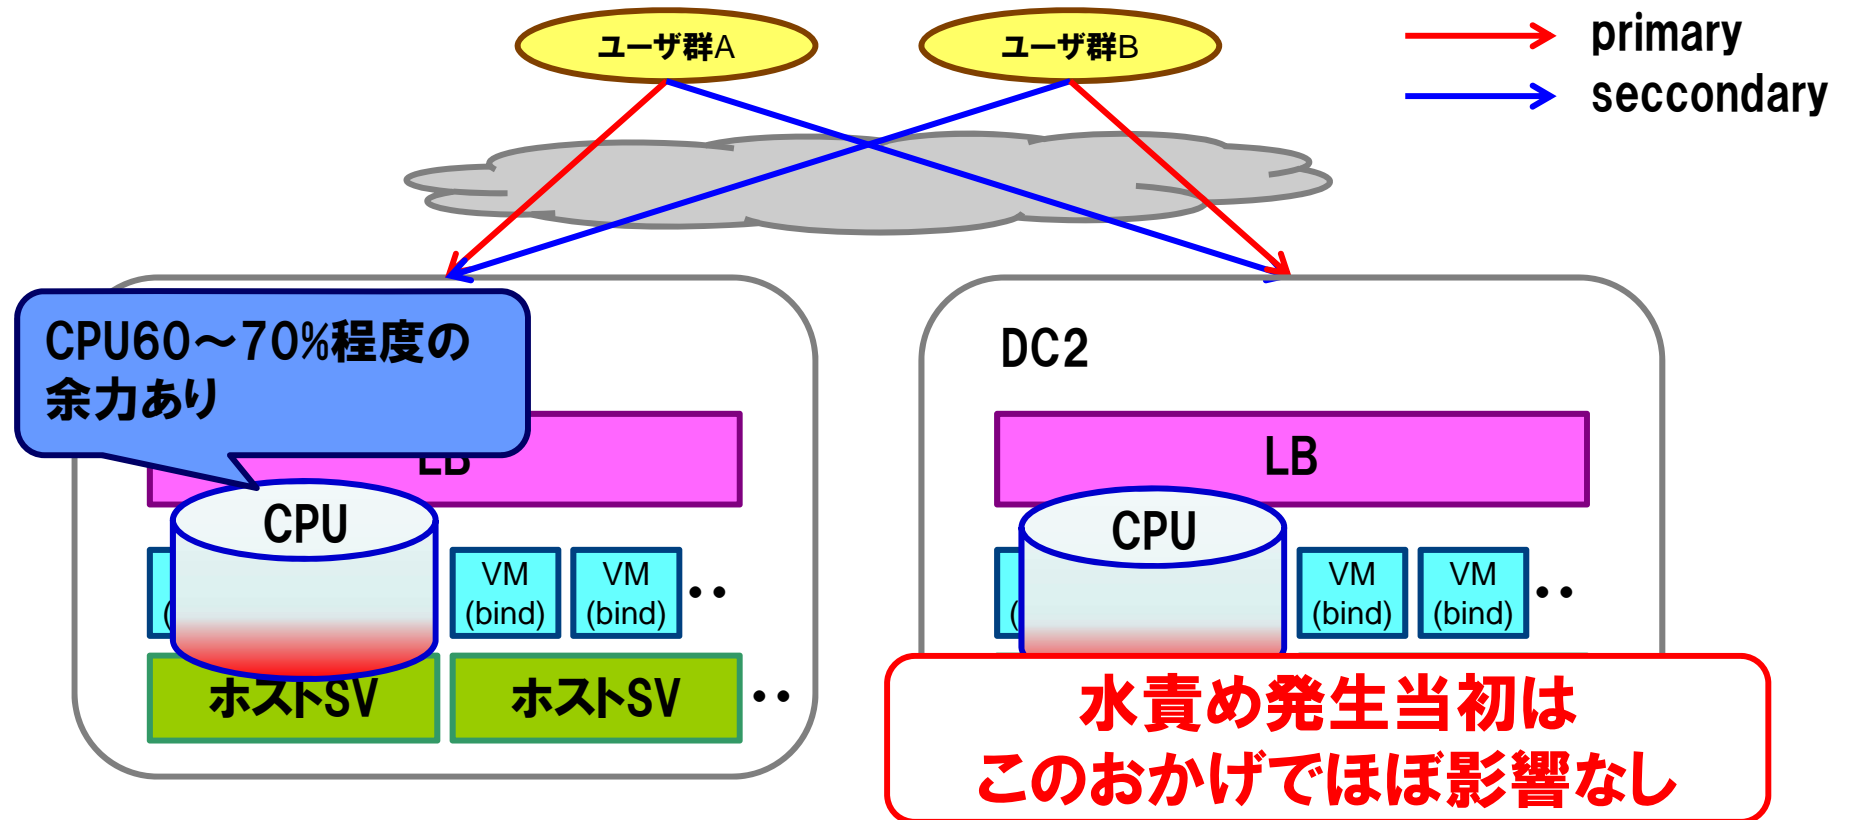 ユーザ群A
ユーザ群B
primary
seccondary
CPU60～70%程度の
余力あり
DC2
LB
LB
CPU
CPU
VM
(bind)
VM
(bind)
・・
VM
(bind)
VM
(bind)
・・
ホストSV
ホストSV
・・
水責め発生当初は
このおかげでほぼ影響なし